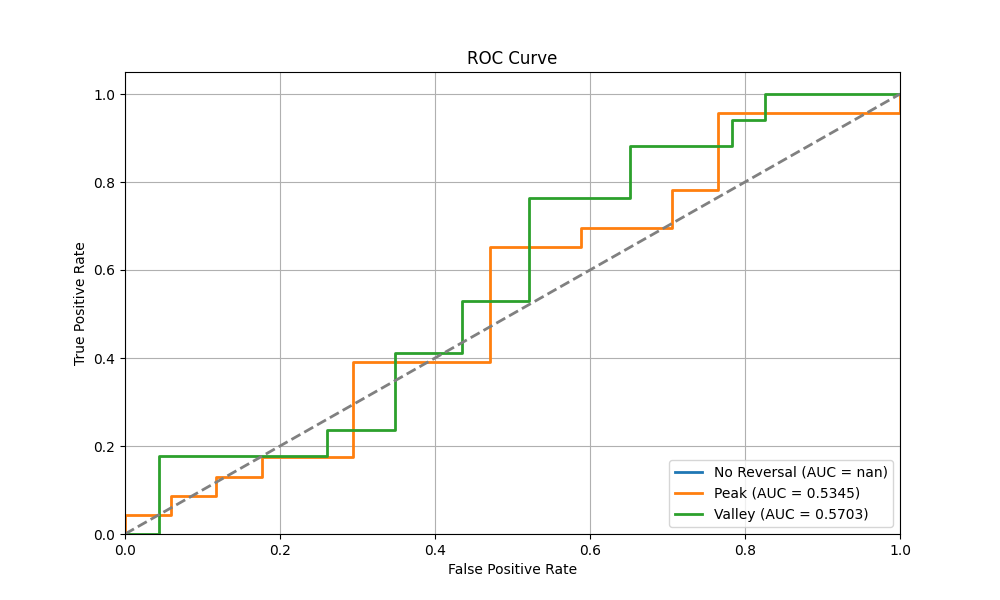 ROC Curve
True Positive Rate
1.0
0.8
0.6
0.4
0.2
0.0
No Reversal (AUC = nan)
Peak (AUC = 0.5345)
Valley (AUC = 0.5703)
0.0 0.2 0.4 0.6 0.8 1.0
False Positive Rate